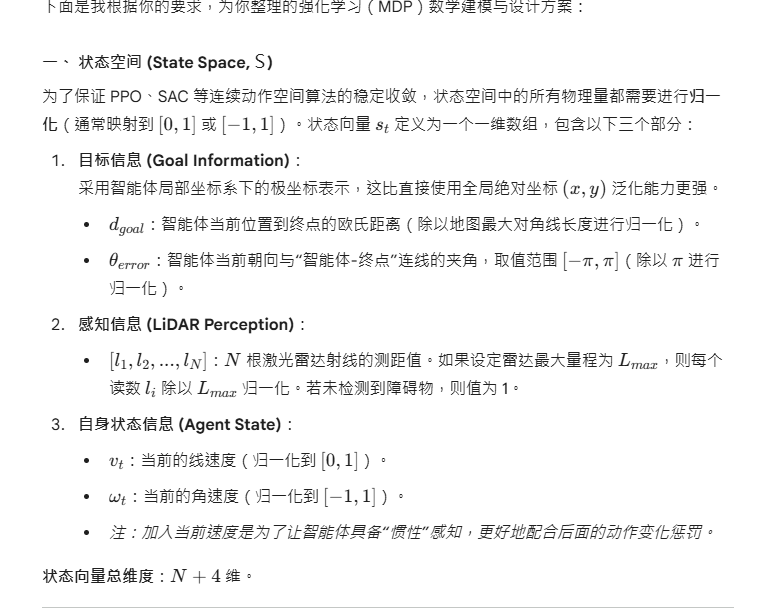 下面是我根据你的要求，为你整理的强化学习（MDP）数学建模与设计方案：
一、 状态空间 (State Space, S)
为了保证 PPO、SAC 等连续动作空间算法的稳定收敛，状态空间中的所有物理量都需要进行归一
化（通常映射到 [0, 1] 或 [−1, 1]）。状态向量 s_t 定义为一个一维数组，包含以下三个部分：
1. 目标信息 (Goal Information)：
采用智能体局部坐标系下的极坐标表示，这比直接使用全局绝对坐标 (x, y) 泛化能力更强。
• d_{goal}：智能体当前位置到终点的欧氏距离（除以地图最大对角线长度进行归一化）。
• θ_{error}：智能体当前朝向与“智能体-终点”连线的夹角，取值范围 [−π, π]（除以 π 进行
归一化）。
2. 感知信息 (LiDAR Perception)：
• [l_1, l_2, ..., l_N]：N 根激光雷达射线的测距值。如果设定雷达最大量程为 L_{max}，则每个
读数 l_i 除以 L_{max} 归一化。若未检测到障碍物，则值为 1。
3. 自身状态信息 (Agent State)：
• v_t：当前的线速度（归一化到 [0, 1]）。
• ω_t：当前的角速度（归一化到 [−1, 1]）。
• 注：加入当前速度是为了让智能体具备“惯性”感知，更好地配合后面的动作变化惩罚。
状态向量总维度：N + 4 维。